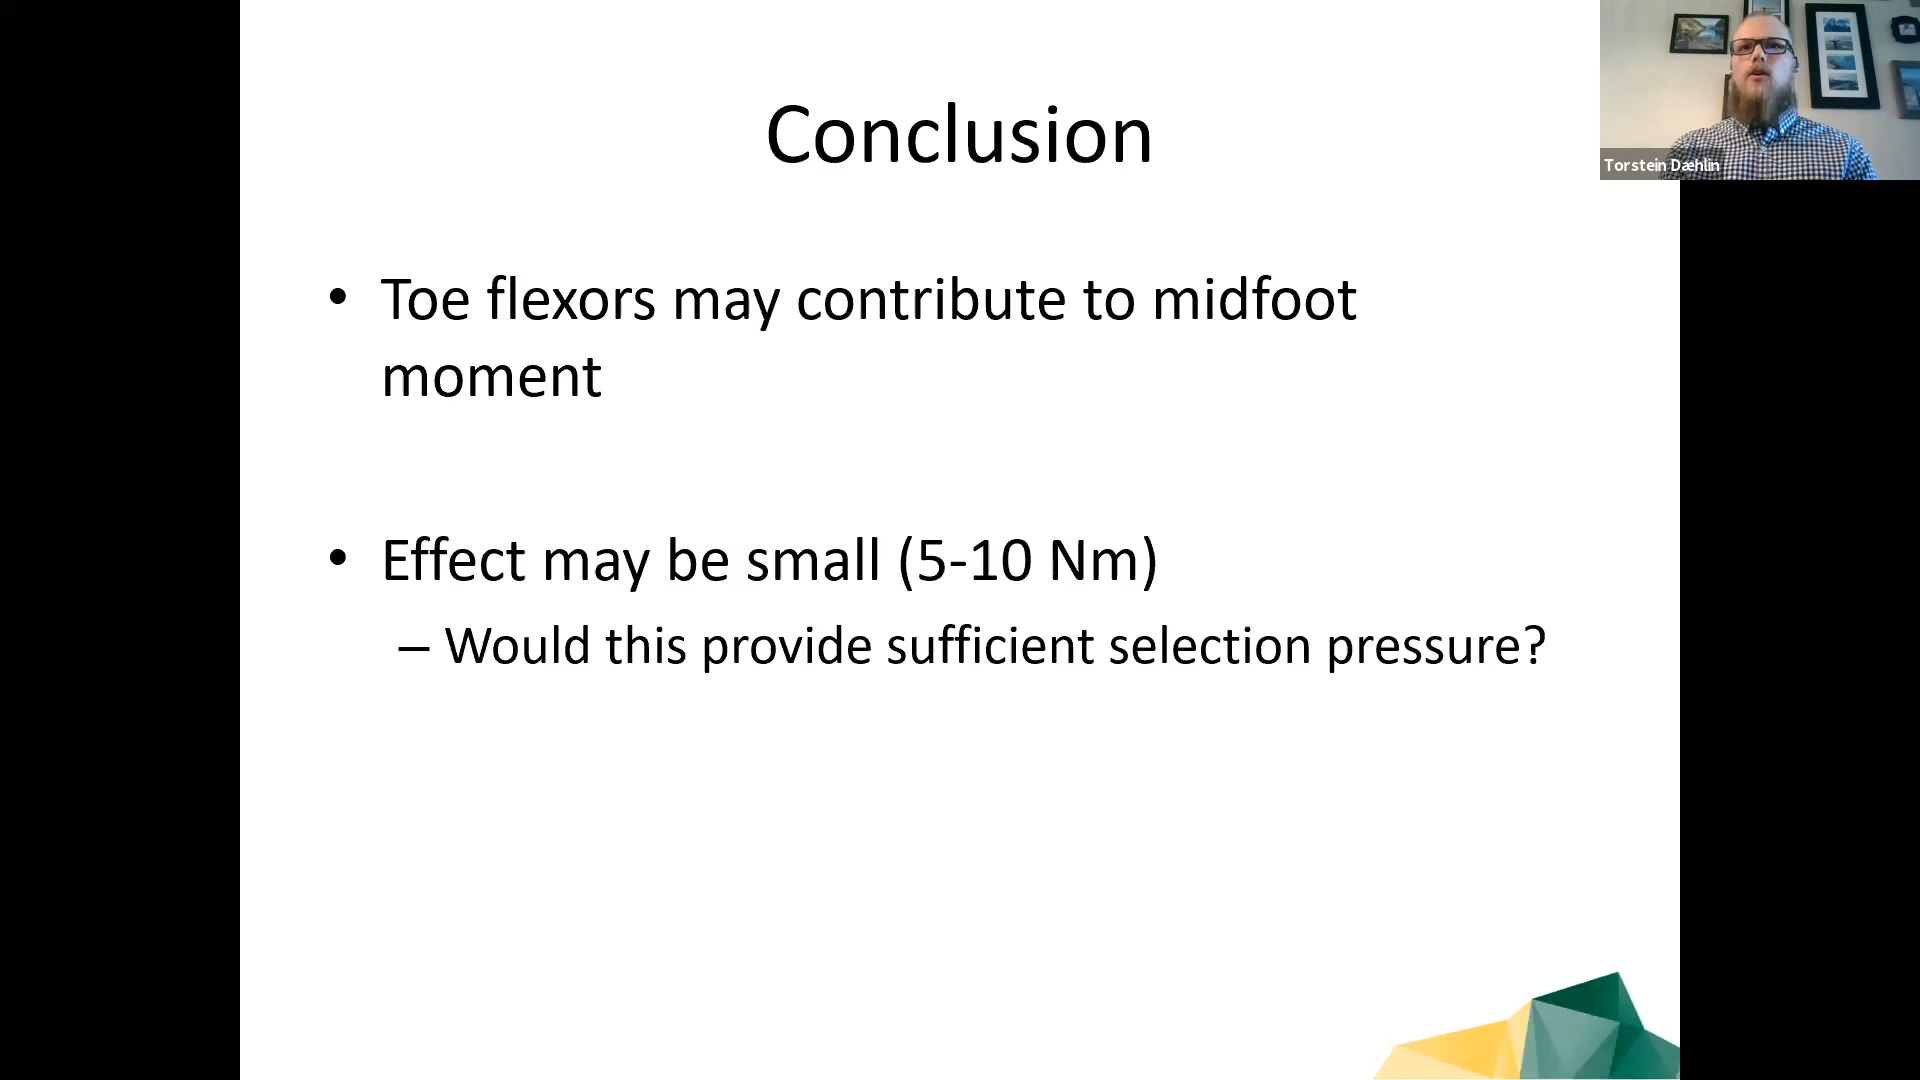 Conclusion
Torstein Dæhlin
• Toe flexors may contribute to midfoot
moment
• Effect may be small (5-10 Nm)
– Would this provide sufficient selection pressure?